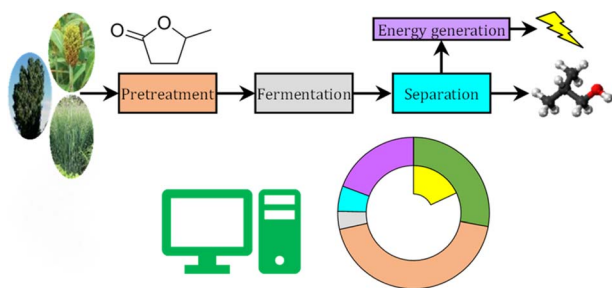 Energy generation
O
O
Pretreatment
Fermentation
Separation